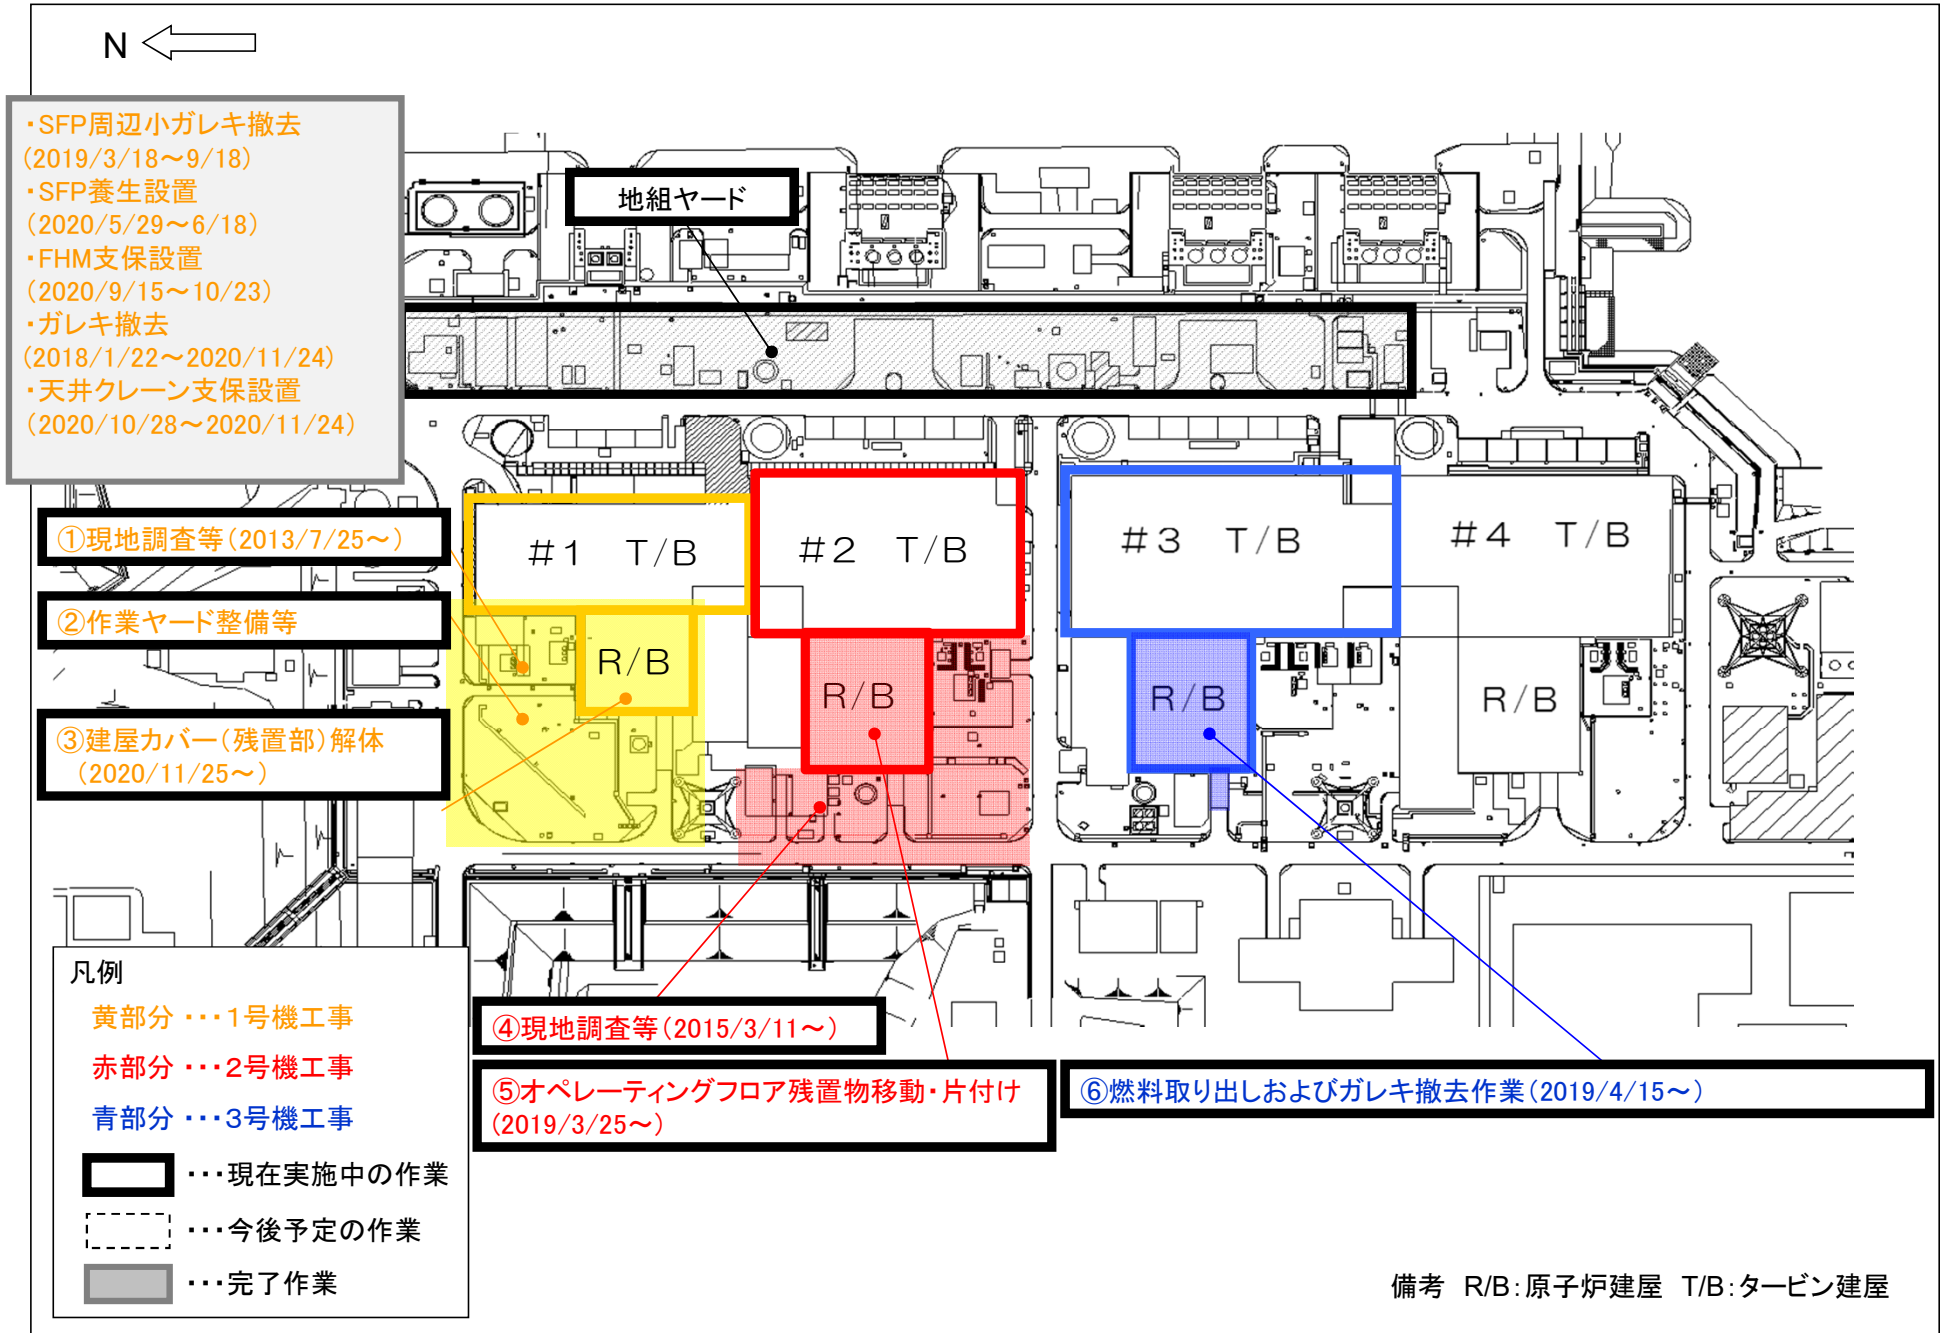 N
・SFP周辺小ガレキ撤去
(2019/3/18～9/18)
・SFP養生設置
(2020/5/29～6/18)
・FHM支保設置
(2020/9/15～10/23)
・ガレキ撤去
(2018/1/22～2020/11/24)
・天井クレーン支保設置
(2020/10/28～2020/11/24)
地組ヤード
①現地調査等(2013/7/25～)
②作業ヤード整備等
③建屋カバー(残置部)解体
(2020/11/25～)
＃１　T/B
＃２　T/B
＃３　T/B
＃４　T/B
R/B
R/B
R/B
R/B
④現地調査等(2015/3/11～)
⑤オペレーティングフロア残置物移動・片付け
(2019/3/25～)
⑥燃料取り出しおよびガレキ撤去作業(2019/4/15～)
凡例
黄部分 ・・・1号機工事
赤部分 ・・・2号機工事
青部分 ・・・3号機工事
・・・現在実施中の作業
・・・今後予定の作業
・・・完了作業
備考　R/B：原子炉建屋　T/B：タービン建屋